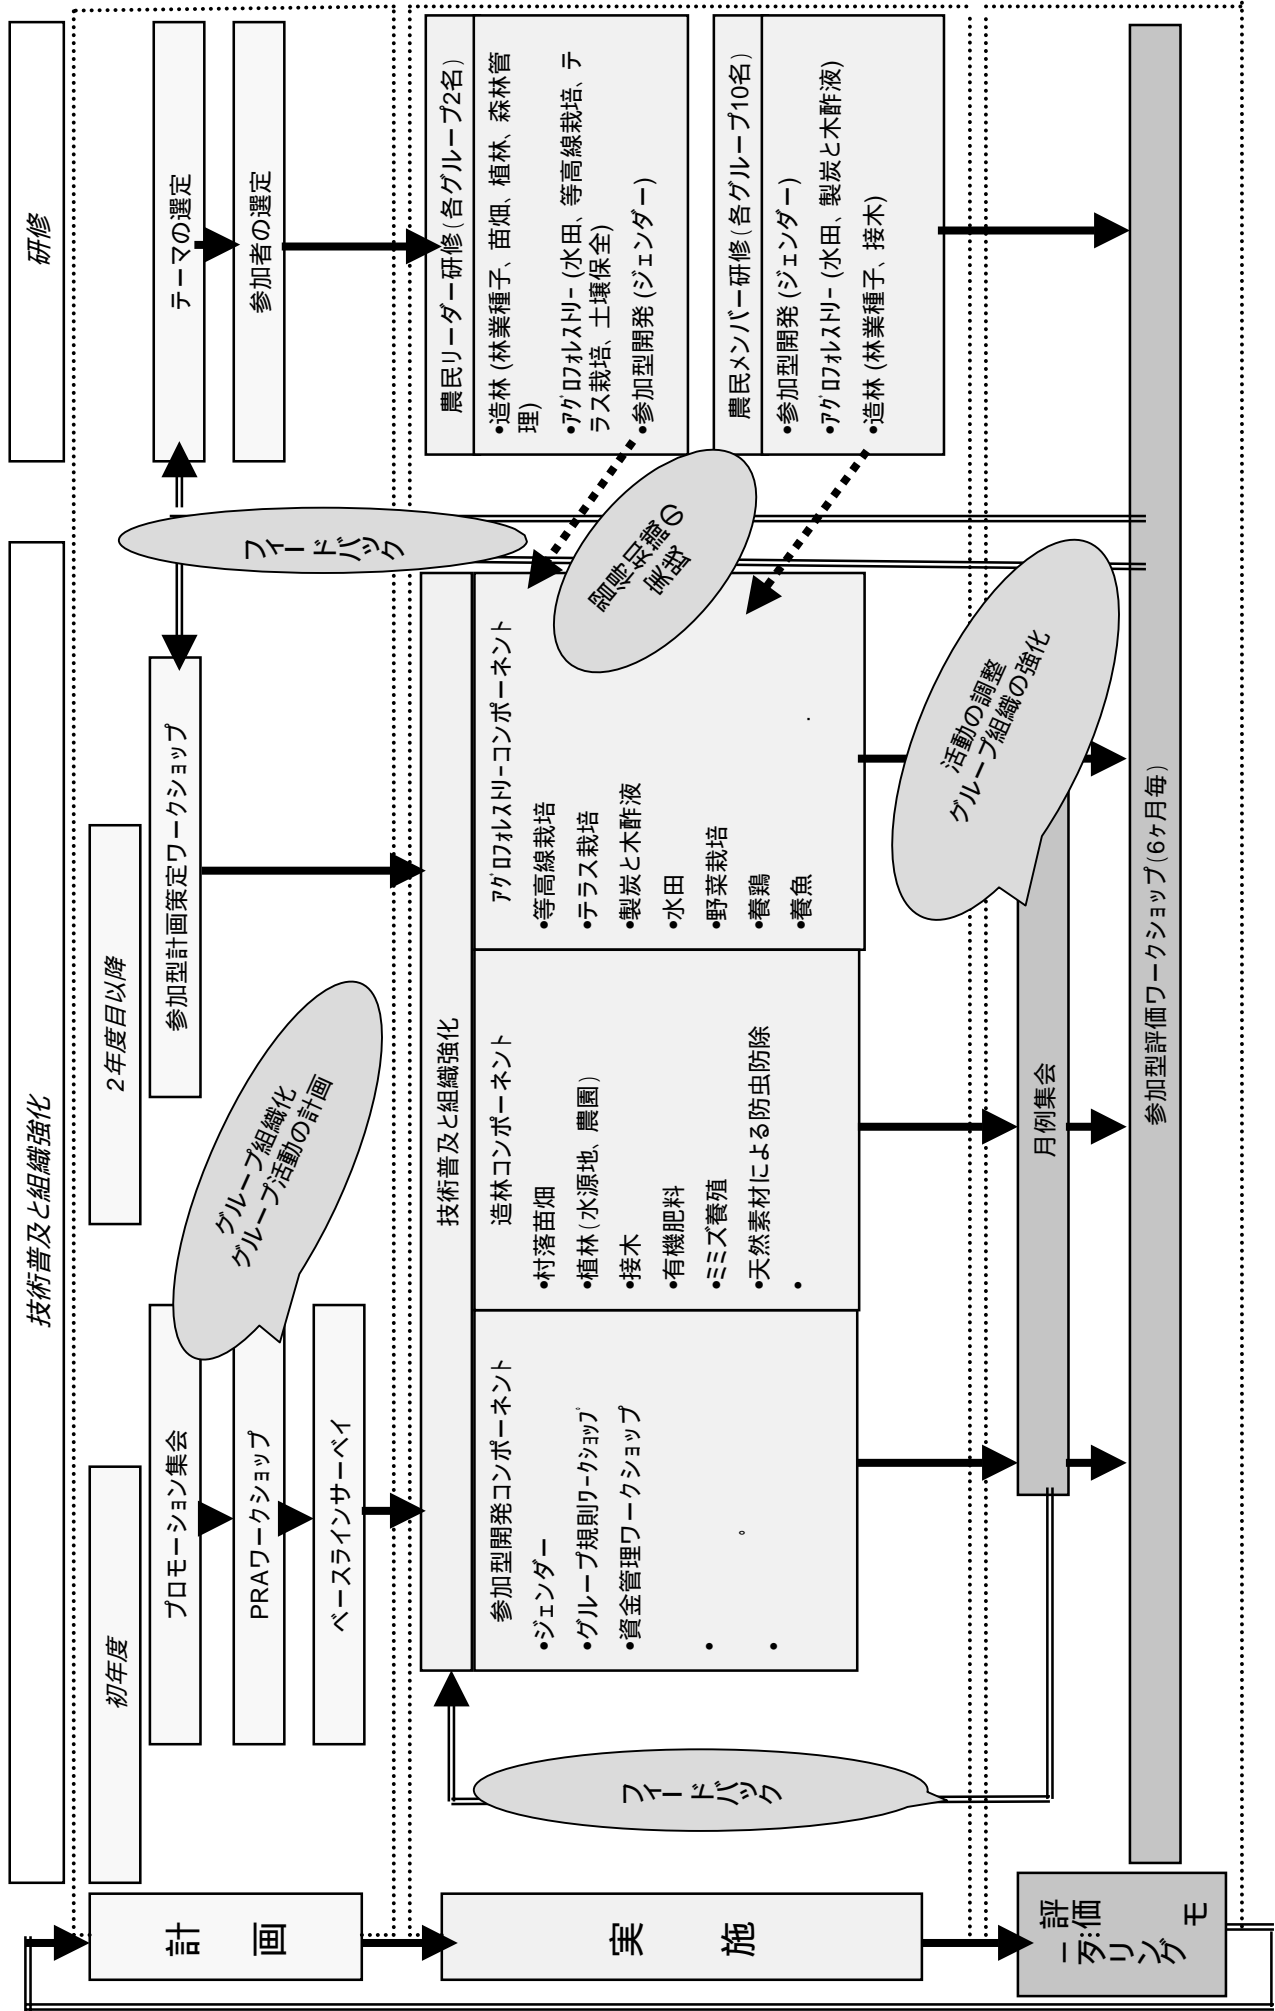 技術普及と組織強化
研修
初年度
2年度目以降
計
画
プロモーション集会
PRAワークショップ
ベースラインサーベイ
グループ組織化
グループ活動の計画
参加型計画策定ワークショップ
フィードバック
テーマの選定
参加者の選定
実
施
フィードバック
技術普及と組織強化
参加型開発コンポーネント
•ジェンダー
•グループ規則ワークショップ
•資金管理ワークショップ
•
•
。
造林コンポーネント
•村落苗畑
•植林（水源地、農園）
•接木
•有機肥料
•ミミズ養殖
•天然素材による防虫防除
•
アグロフォレストリーコンポーネント
•等高線栽培
•テラス栽培
•製炭と木酢液
•水田
•野菜栽培
•養鶏
•養魚
.
習得知識の
実践
農民リーダー研修（各グループ2名）
•造林 (林業種子、苗畑、植林、森林管
理)
•アグロフォレストリー (水田、等高線栽培、テ
ラス栽培、土壌保全)
•参加型開発 (ジェンダー)
農民メンバー研修（各グループ10名）
•参加型開発 (ジェンダー)
•アグロフォレストリー (水田、製炭と木酢液)
•造林 (林業種子、接木)
評価
:::　モ
ニタリング
月例集会
活動の調整
グループ組織の強化
参加型評価ワークショップ（6ヶ月毎）